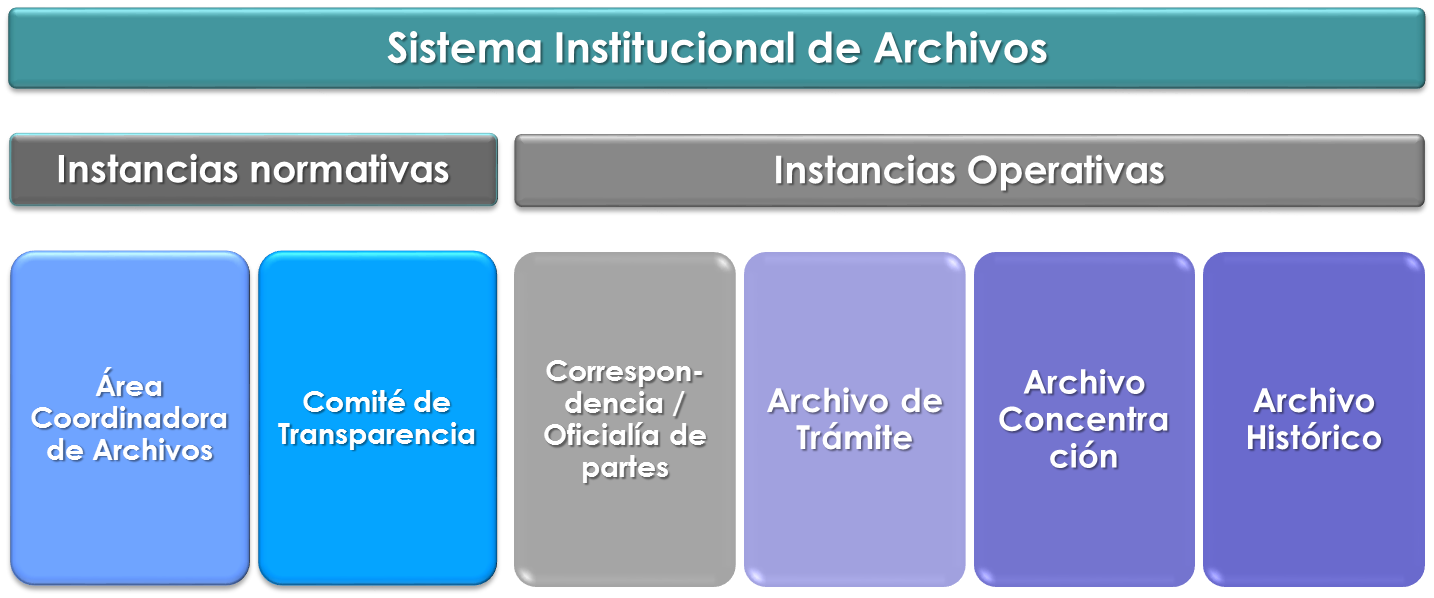 Sistema Institucional de Archivos
Instancias normativas
Instancias Operativas
Área
Coordinadora
de Archivos
Comité de
Transparencia
Correspon-
dencia /
Oficialía de
partes
Archivo de
Trámite
Archivo
Concentra
ción
Archivo
Histórico